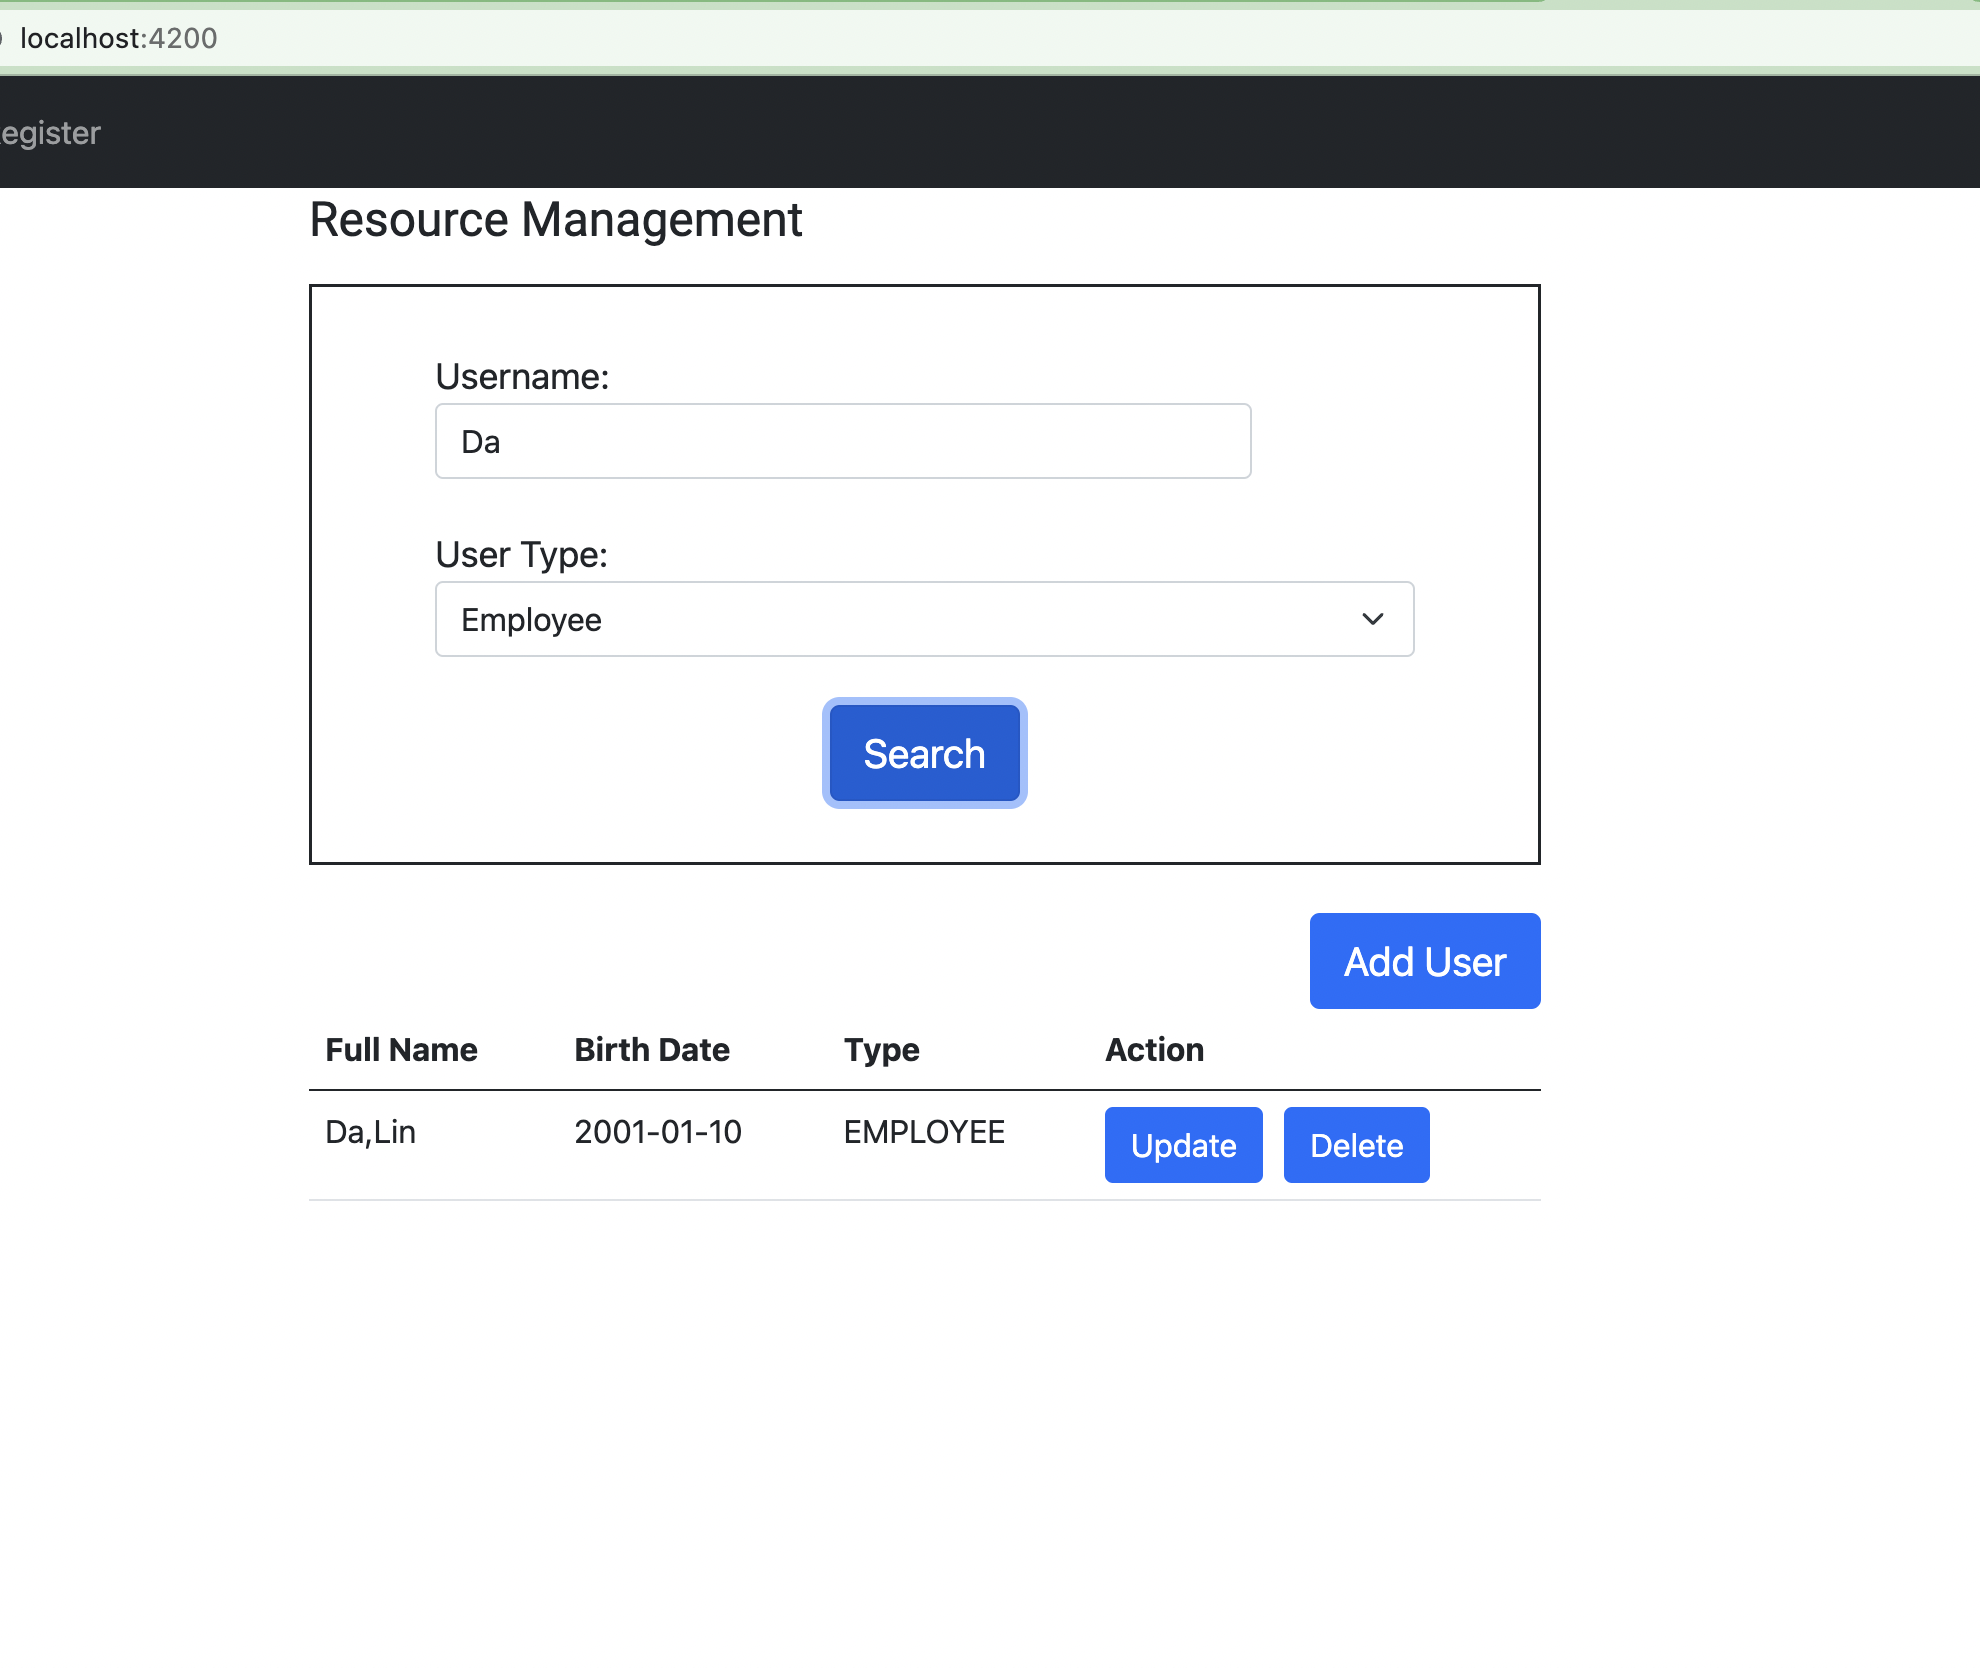 localhost:4200
egister
Resource Management
Username:
Da
User Type:
Employee
Search
Add User
Full Name Birth Date Type Action
Da,Lin 2001-01-10 EMPLOYEE Update Delete